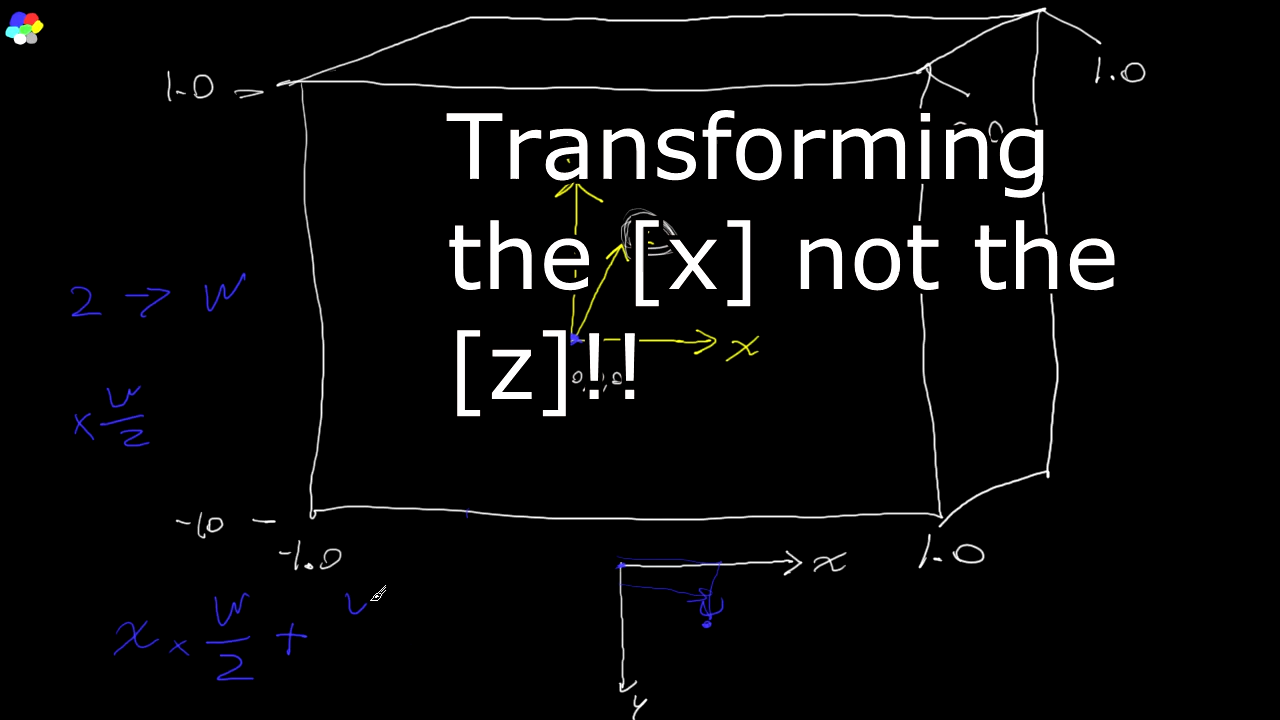 1.0
1.0
Transforming
the [x] not the
[z]!!
2 → W
x
× W/2
-1.0
-1.0
1.0
x
x × W/2 +
y